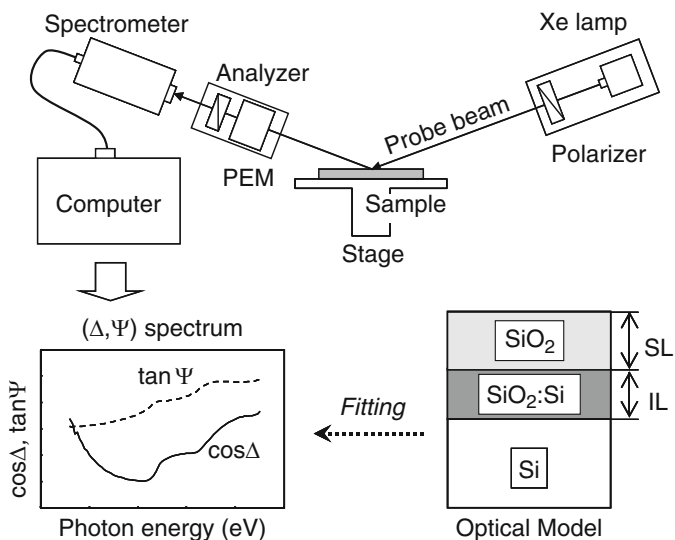 Spectrometer
Xe lamp
Analyzer
Probe beam
Polarizer
PEM
Computer
Sample
Stage
(Δ,Ψ) spectrum
tanΨ
cosΔ
cosΔ, tanΨ
Photon energy (eV)
Fitting
SiO₂
SL
SiO₂:Si
IL
Si
Optical Model